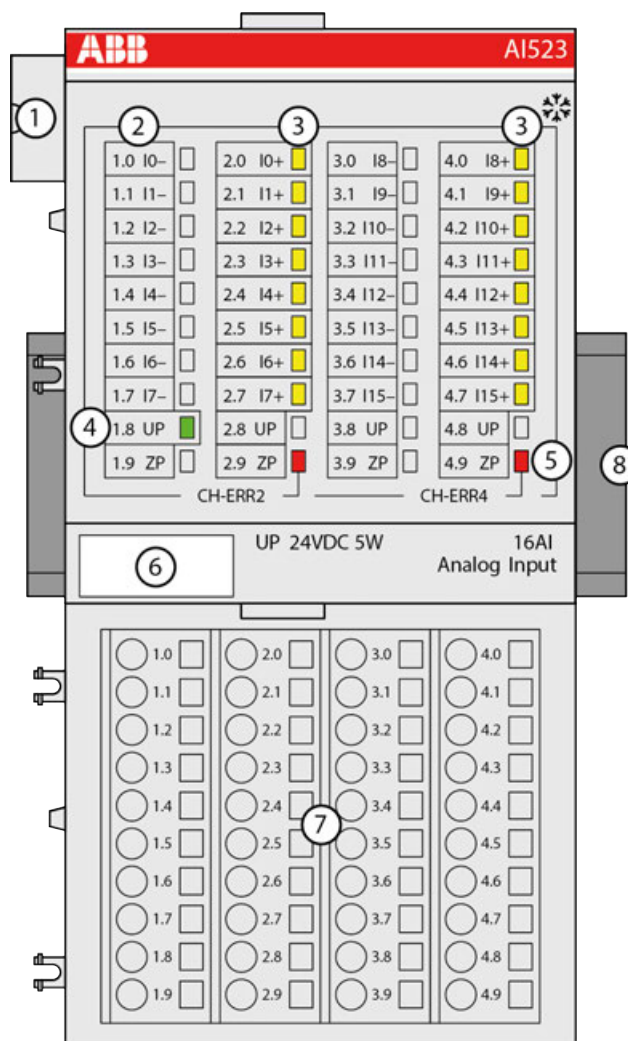 ABB AI523
1 2 3 3
1.0 I0– 2.0 I0+ 3.0 I8– 4.0 I8+
1.1 I1– 2.1 I1+ 3.1 I9– 4.1 I9+
1.2 I2– 2.2 I2+ 3.2 I10– 4.2 I10+
1.3 I3– 2.3 I3+ 3.3 I11– 4.3 I11+
1.4 I4– 2.4 I4+ 3.4 I12– 4.4 I12+
1.5 I5– 2.5 I5+ 3.5 I13– 4.5 I13+
1.6 I6– 2.6 I6+ 3.6 I14– 4.6 I14+
1.7 I7– 2.7 I7+ 3.7 I15– 4.7 I15+
4 1.8 UP 2.8 UP 3.8 UP 4.8 UP
1.9 ZP 2.9 ZP 3.9 ZP 4.9 ZP 5 8
CH-ERR2 CH-ERR4
6 UP 24VDC 5W 16AI
Analog Input
1.0 2.0 3.0 4.0
1.1 2.1 3.1 4.1
1.2 2.2 3.2 4.2
1.3 2.3 3.3 4.3
1.4 2.4 3.4 4.4
7
1.5 2.5 3.5 4.5
1.6 2.6 3.6 4.6
1.7 2.7 3.7 4.7
1.8 2.8 3.8 4.8
1.9 2.9 3.9 4.9